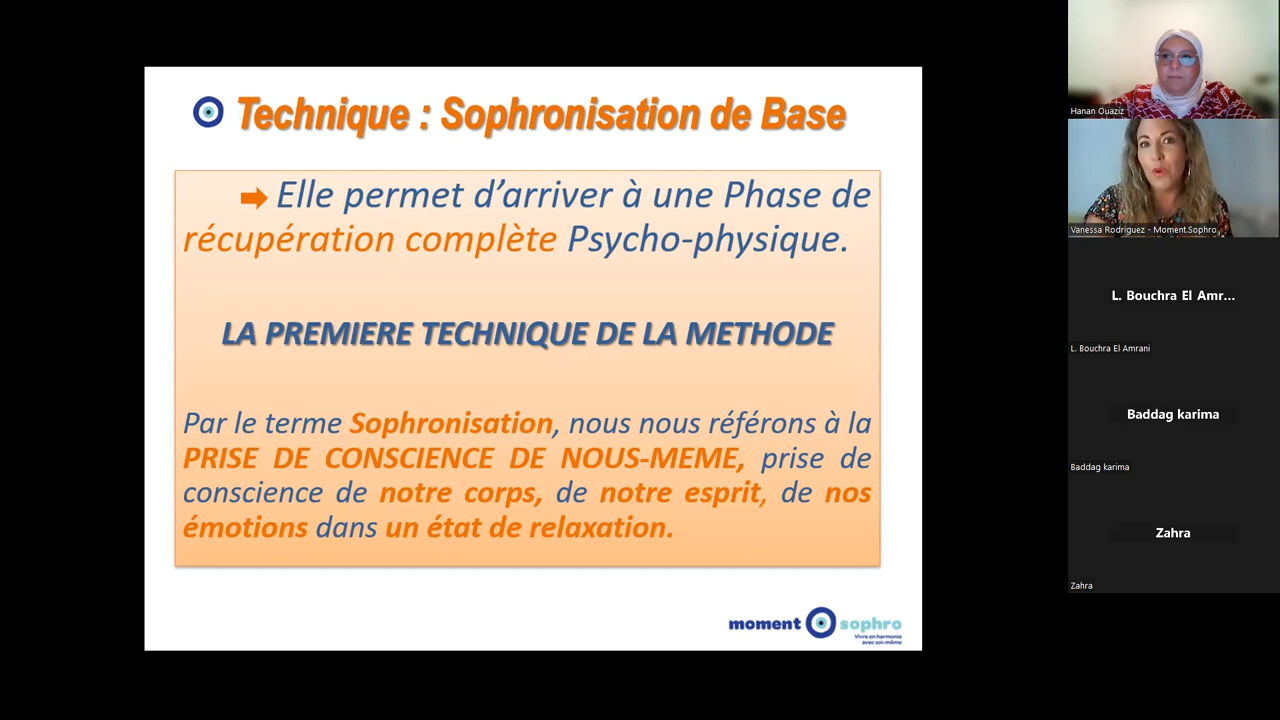 Technique : Sophronisation de Base
Elle permet d’arriver à une Phase de
récupération complète Psycho-physique.
LA PREMIERE TECHNIQUE DE LA METHODE
Par le terme Sophronisation, nous nous référons à la
PRISE DE CONSCIENCE DE NOUS-MEME, prise de
conscience de notre corps, de notre esprit, de nos
émotions dans un état de relaxation.
moment sophro
Vivre en harmonie
avec soi-même
Hanan Ouaziz
Vanessa Rodriguez - Moment.Sophro
L. Bouchra El Amr...
L. Bouchra El Amrani
Baddag karima
Baddag karima
Zahra
Zahra